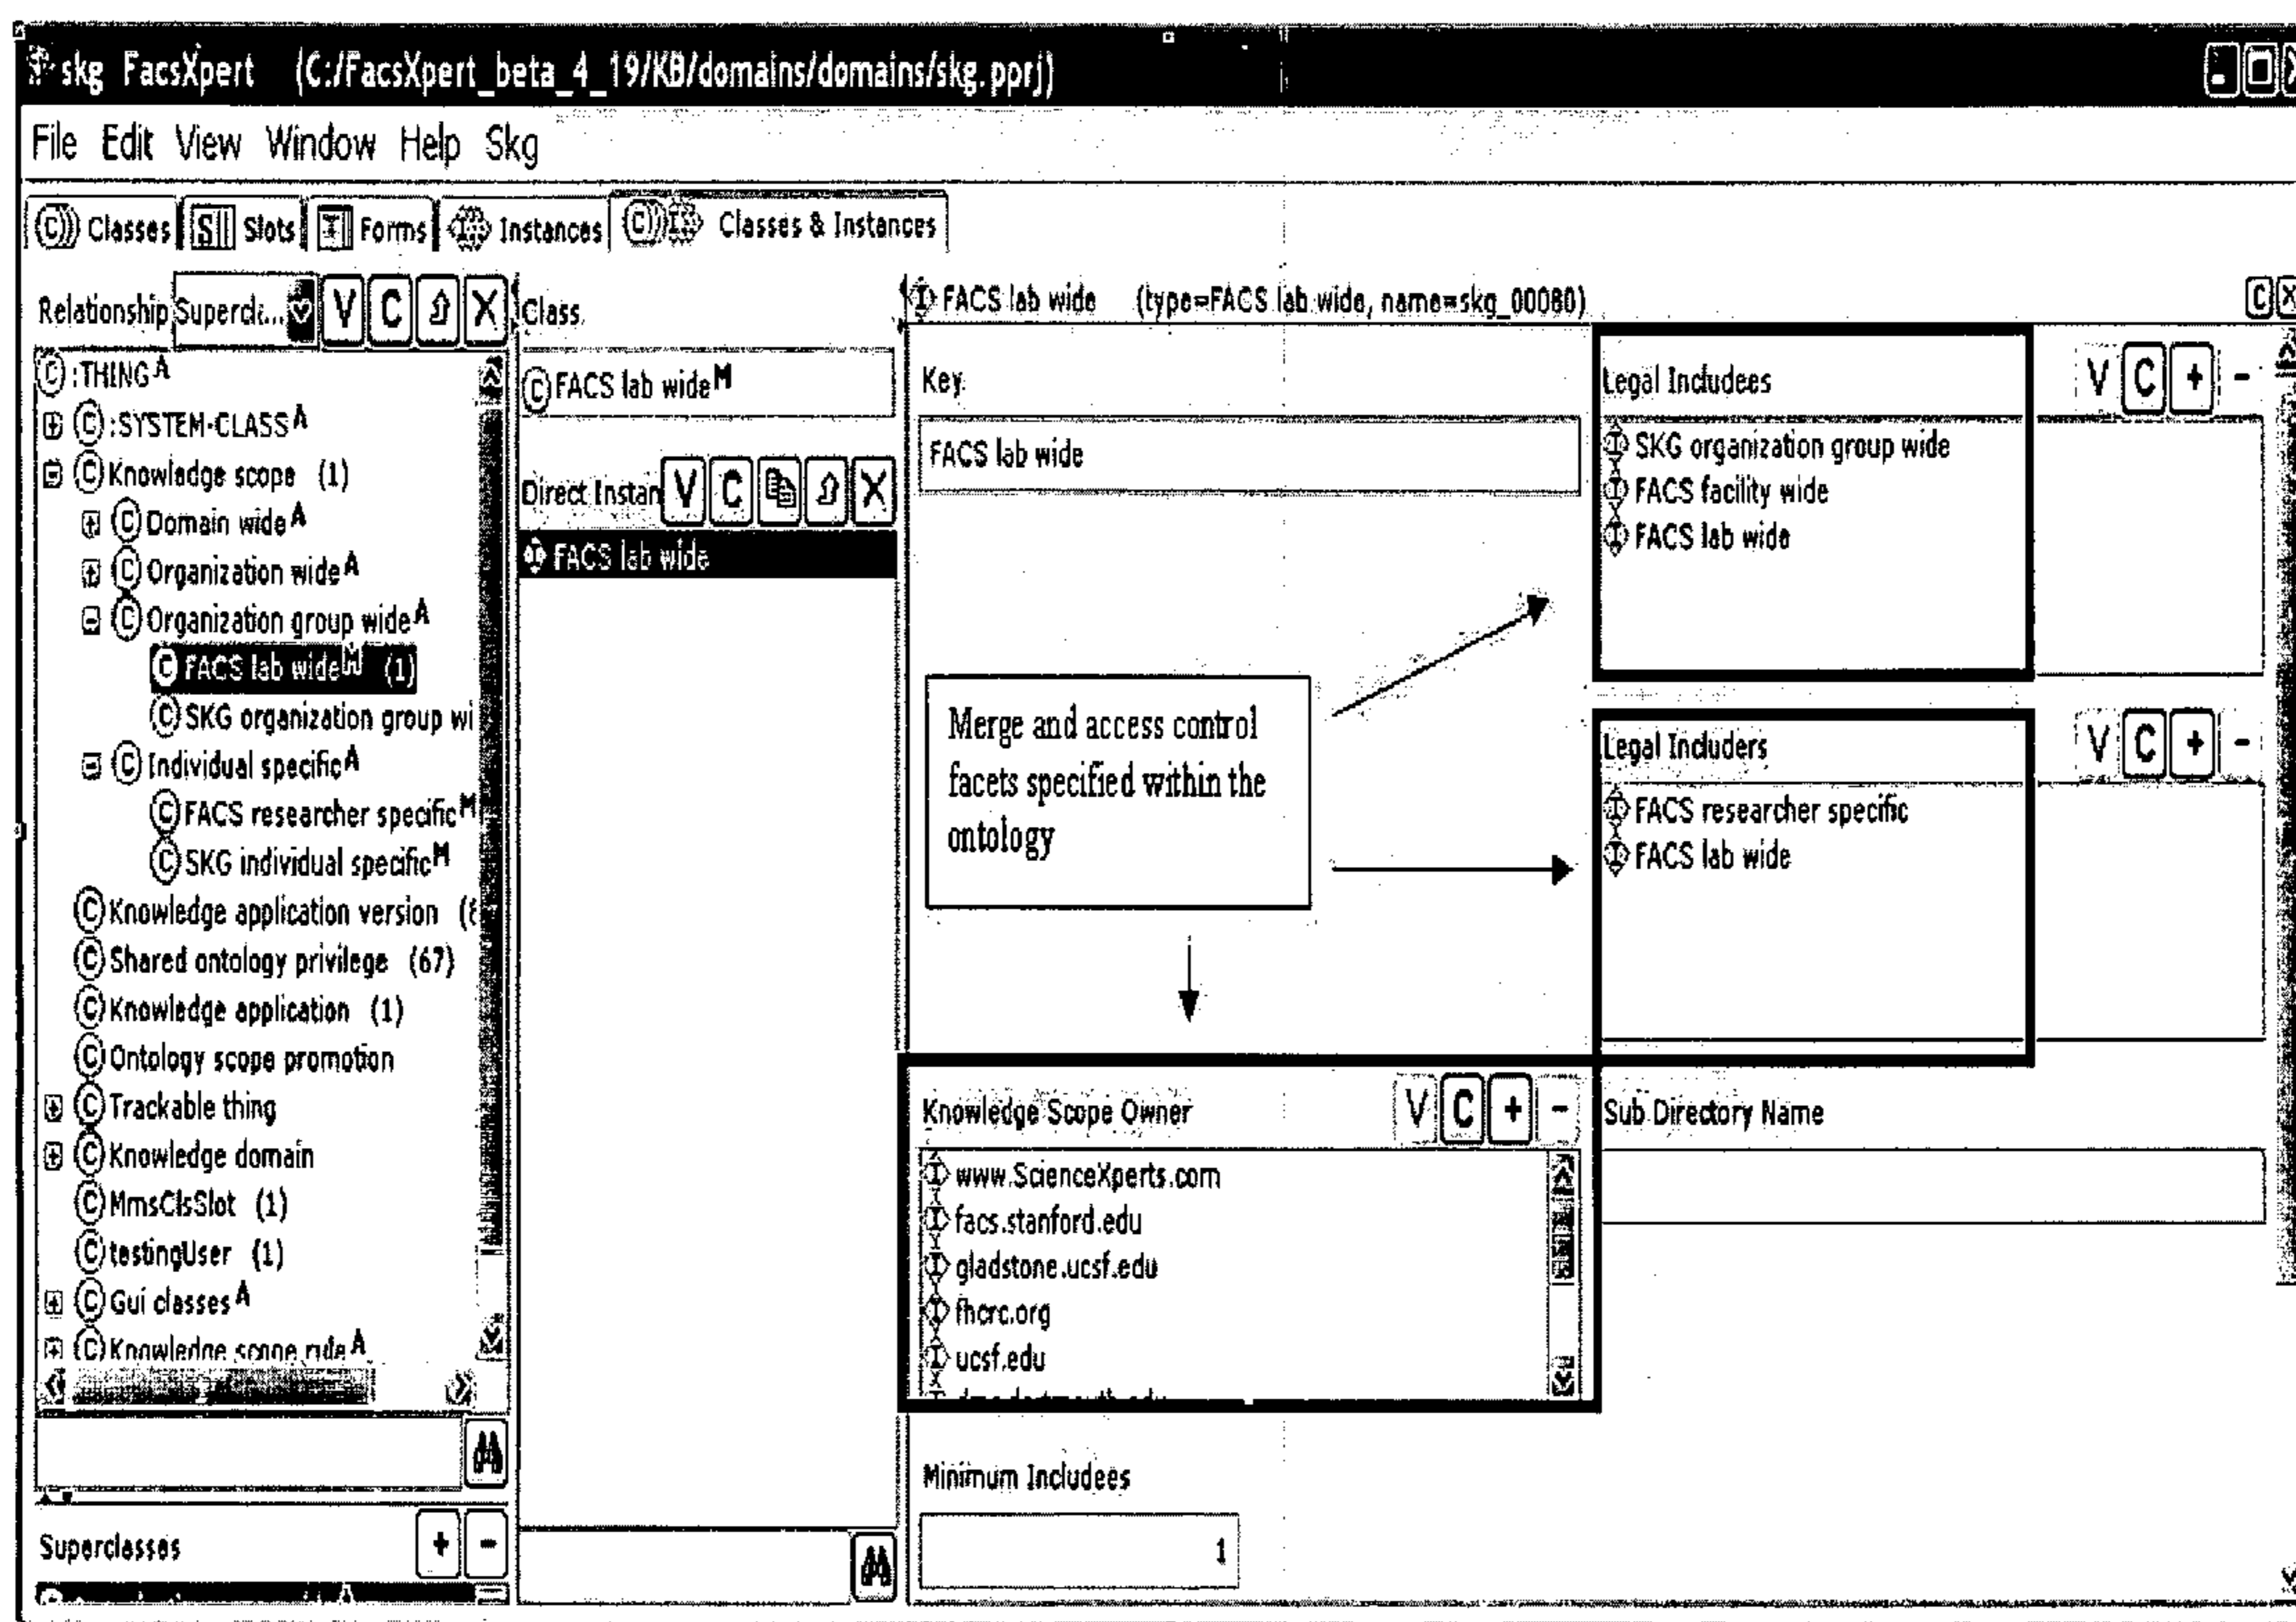 skg FacsXpert (C:/FacsXpert_beta_4_19/KB/domains/domains/skg.pprj)
File Edit View Window Help Skg
Classes Slots Forms Instances Classes & Instances
Relationship Supercla... V C X
:THING A
:SYSTEM-CLASS A
Knowledge scope (1)
Domain wide A
Organization wide A
Organization group wide A
FACS lab wide M (1)
SKG organization group wi
Individual specific A
FACS researcher specific M
SKG individual specific M
Knowledge application version
Shared ontology privilege (67)
Knowledge application (1)
Ontology scope promotion
Trackable thing
Knowledge domain
MmsClsSlot (1)
testingUser (1)
Gui classes A
Knowledge scope rule A
Superclasses + -
Class
FACS lab wide M
Direct Instan V C X
FACS lab wide
FACS lab wide (type=FACS lab wide, name=skg_00080) C X
Key
FACS lab wide
Merge and access control
facets specified within the
ontology
Legal Includees V C + -
SKG organization group wide
FACS facility wide
FACS lab wide
Legal Includers V C + -
FACS researcher specific
FACS lab wide
Knowledge Scope Owner V C + -
www.ScienceXperts.com
facs.stanford.edu
gladstone.ucsf.edu
fhcrc.org
ucsf.edu
Sub Directory Name
Minimum Includees
1